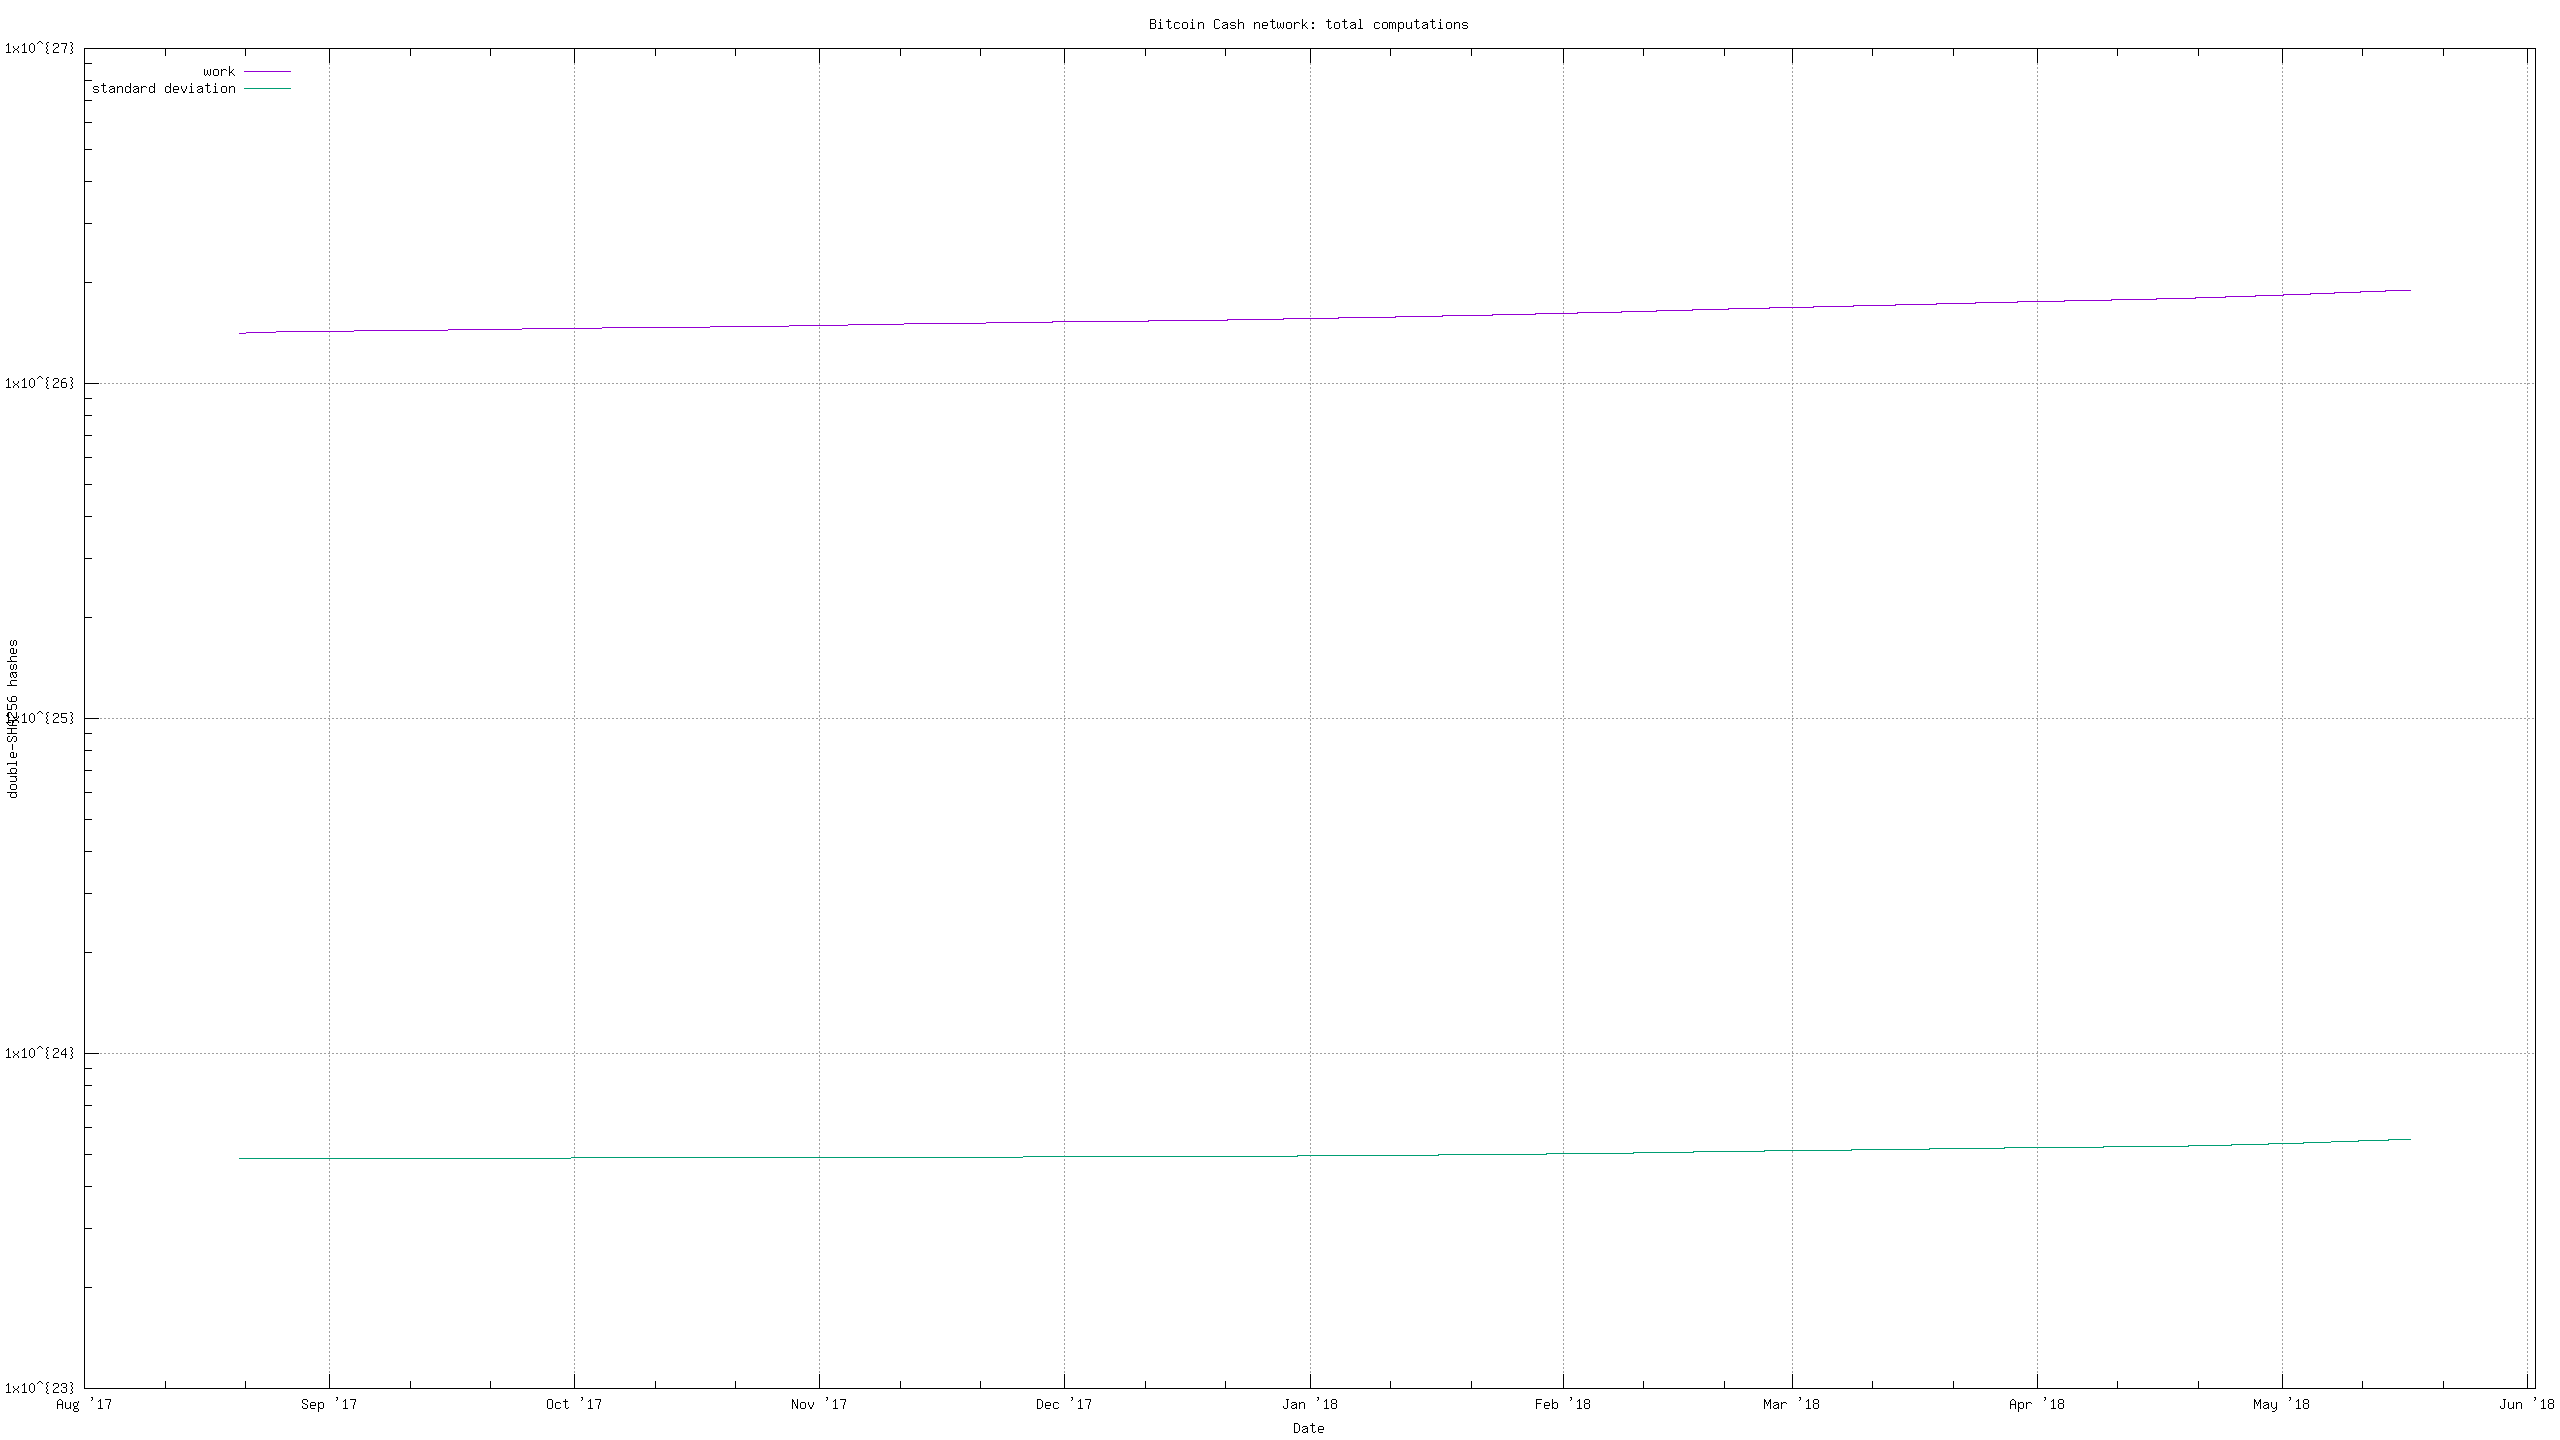 Bitcoin Cash network: total computations
1x10^{27}
work
standard deviation
1x10^{26}
double-SHA256 hashes
1x10^{25}
1x10^{24}
1x10^{23}
Aug '17 Sep '17 Oct '17 Nov '17 Dec '17 Jan '18 Feb '18 Mar '18 Apr '18 May '18 Jun '18
Date